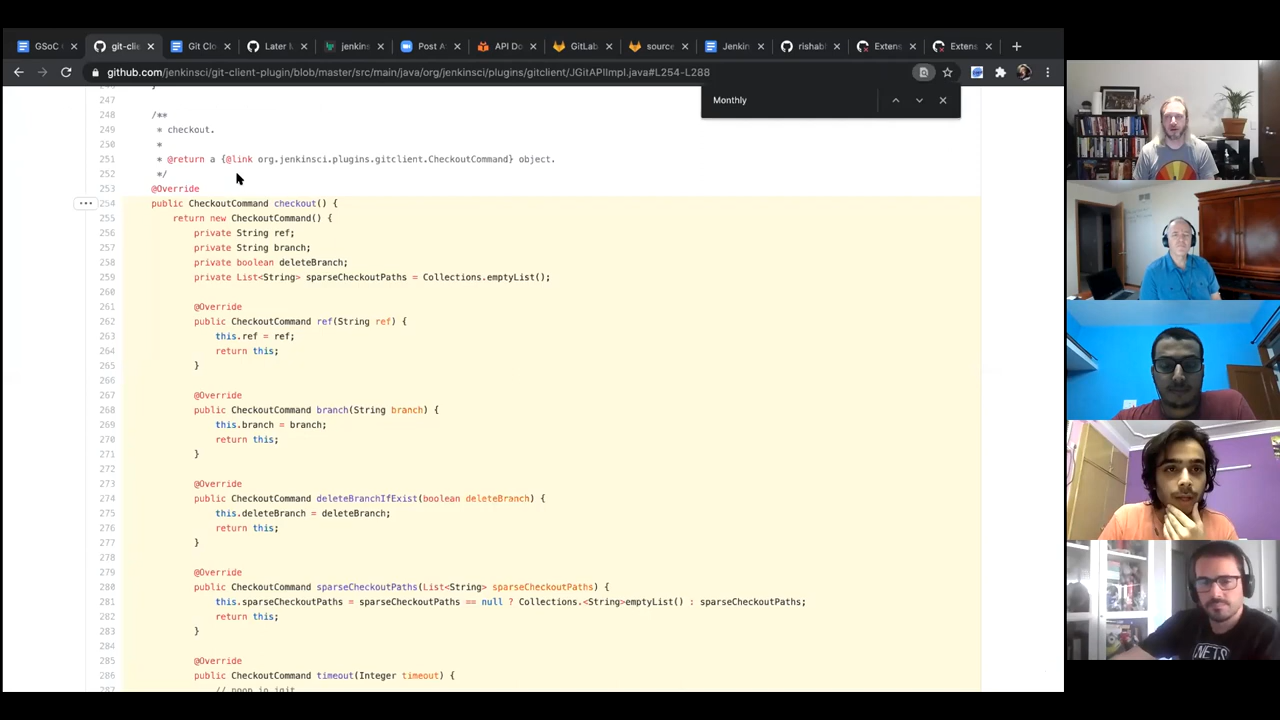 GSoC
git-clie
Git Clo
Later M
jenkins
Post A
API Do
GitLab
source
Jenkin
rishab
Extens
Extens
github.com/jenkinsci/git-client-plugin/blob/master/src/main/java/org/jenkinsci/plugins/gitclient/JGitAPIImpl.java#L254-L288
Monthly
247
248 /**
249 * checkout.
250 *
251 * @return a {@link org.jenkinsci.plugins.gitclient.CheckoutCommand} object.
252 */
253 @Override
254 public CheckoutCommand checkout() {
255 return new CheckoutCommand() {
256 private String ref;
257 private String branch;
258 private boolean deleteBranch;
259 private List<String> sparseCheckoutPaths = Collections.emptyList();
260
261 @Override
262 public CheckoutCommand ref(String ref) {
263 this.ref = ref;
264 return this;
265 }
266
267 @Override
268 public CheckoutCommand branch(String branch) {
269 this.branch = branch;
270 return this;
271 }
272
273 @Override
274 public CheckoutCommand deleteBranchIfExist(boolean deleteBranch) {
275 this.deleteBranch = deleteBranch;
276 return this;
277 }
278
279 @Override
280 public CheckoutCommand sparseCheckoutPaths(List<String> sparseCheckoutPaths) {
281 this.sparseCheckoutPaths = sparseCheckoutPaths == null ? Collections.<String>emptyList() : sparseCheckoutPaths;
282 return this;
283 }
284
285 @Override
286 public CheckoutCommand timeout(Integer timeout) {
287 // noop in jgit
NETS